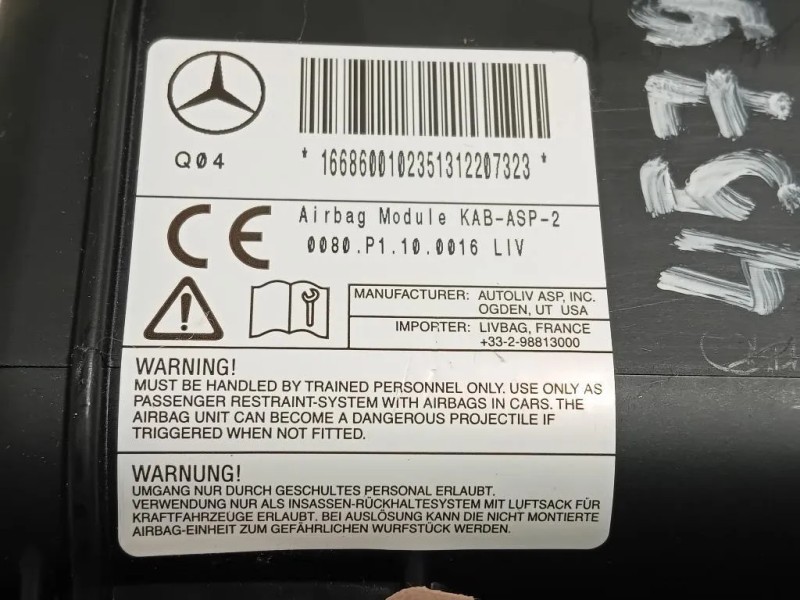 Q04
* 1668600102351312207323 *
CE
Airbag Module KAB-ASP-2
0080.P1.10.0016 LIV
MANUFACTURER: AUTOLIV ASP, INC.
OGDEN, UT USA
IMPORTER: LIVBAG, FRANCE
+33-2-98813000
WARNING!
MUST BE HANDLED BY TRAINED PERSONNEL ONLY. USE ONLY AS
PASSENGER RESTRAINT-SYSTEM WITH AIRBAGS IN CARS. THE
AIRBAG UNIT CAN BECOME A DANGEROUS PROJECTILE IF
TRIGGERED WHEN NOT FITTED.
WARNUNG!
UMGANG NUR DURCH GESCHULTES PERSONAL ERLAUBT.
VERWENDUNG NUR ALS INSASSEN-RÜCKHALTESYSTEM MIT LUFTSACK FÜR
KRAFTFAHRZEUGE ERLAUBT. BEI AUSLÖSUNG KANN DIE NICHT MONTIERTE
AIRBAG-EINHEIT ZUM GEFÄHRLICHEN WURFSTÜCK WERDEN.
4575